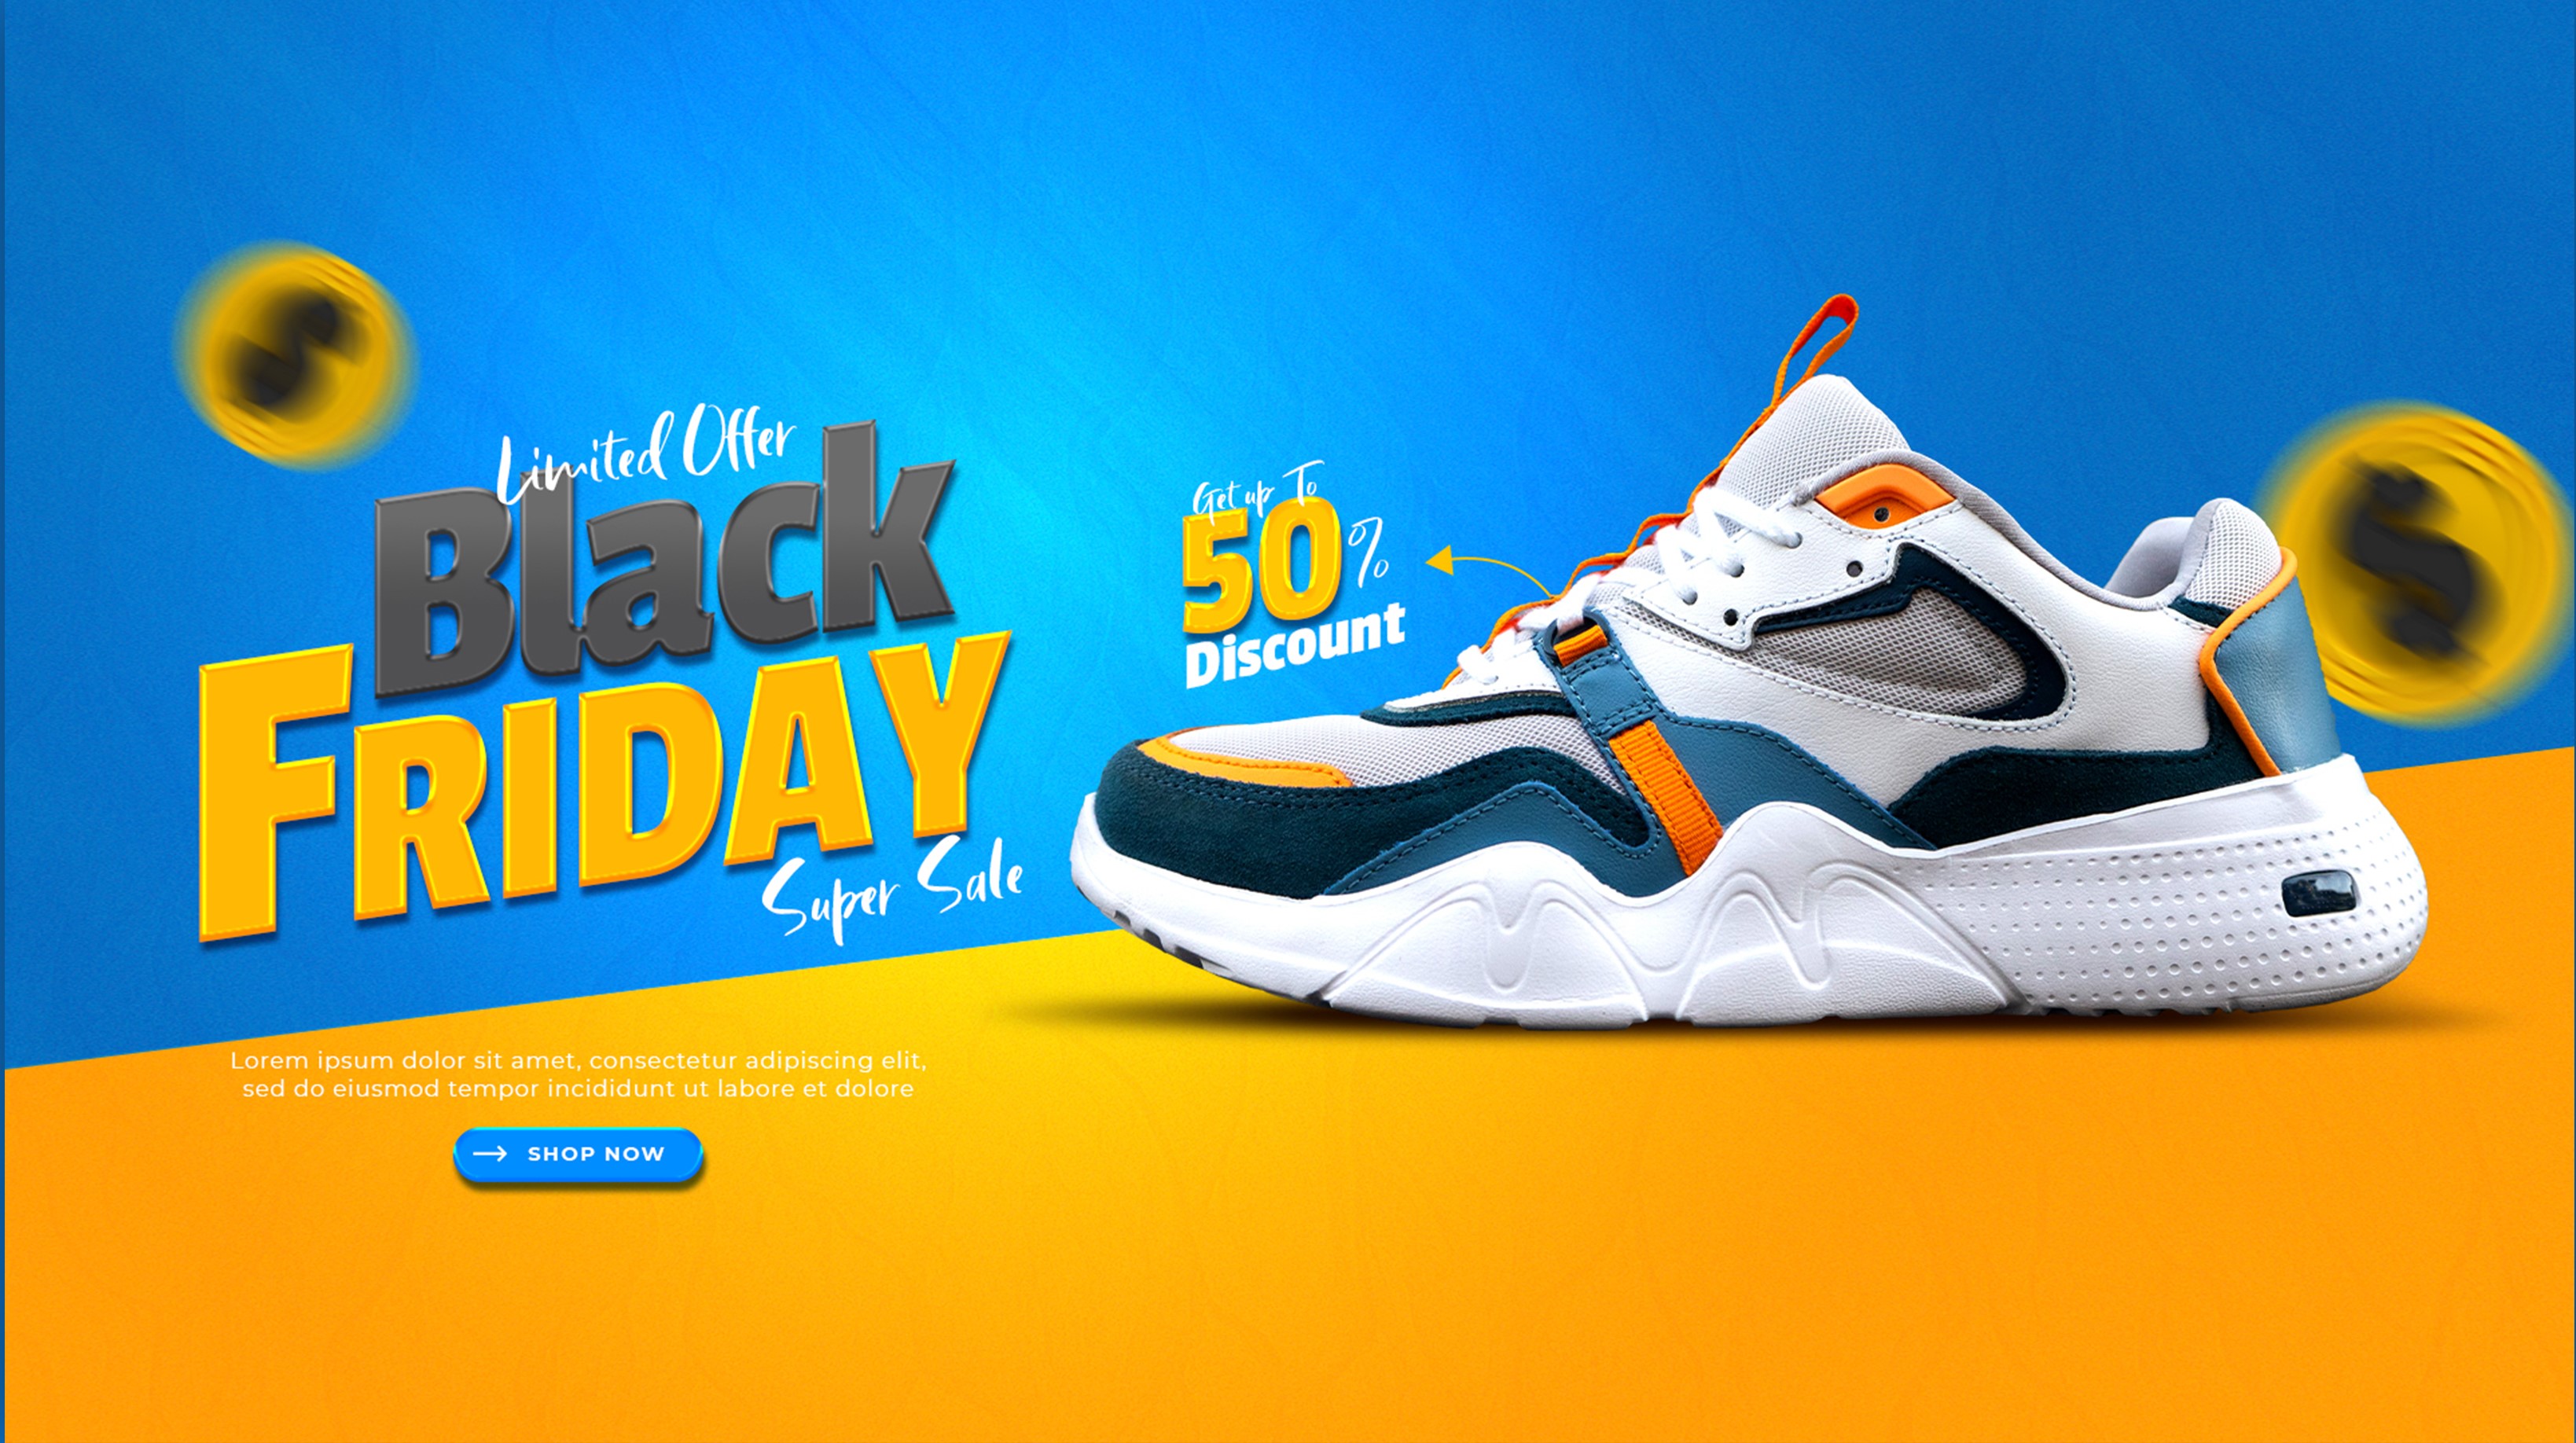 Limited Offer
Black
FRIDAY
Super Sale
Get up To
50%
Discount
Lorem ipsum dolor sit amet, consectetur adipiscing elit,
sed do eiusmod tempor incididunt ut labore et dolore
SHOP NOW
$
$